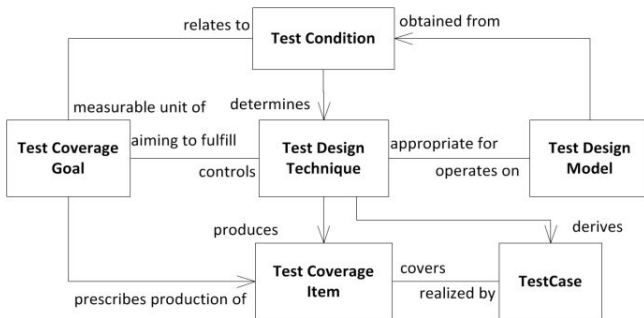 relates to
Test Condition
obtained from
measurable unit of
determines
Test Coverage
Goal
aiming to fulfill
controls
Test Design
Technique
appropriate for
operates on
Test Design
Model
produces
derives
prescribes production of
Test Coverage
Item
covers
realized by
TestCase